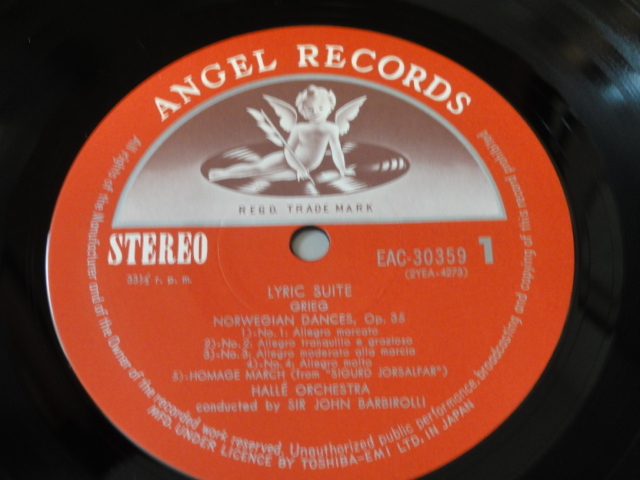 ANGEL RECORDS
REGD. TRADE MARK
STEREO
33⅓ r. p. m.
EAC-30359 1
(2YEA-4273)
LYRIC SUITE
GRIEG
NORWEGIAN DANCES, Op. 35
1)-No. 1: Allegro marcato
2)-No. 2: Allegro tranquillo e grazioso
3)-No. 3: Allegro moderato alla marcia
4)-No. 4: Allegro molto
5)-HOMAGE MARCH (from "SIGURD JORSALFAR")
HALLÉ ORCHESTRA
conducted by SIR JOHN BARBIROLLI
All rights of the Manufacturer and of the Owner of the recorded work reserved. Unauthorized public performance, broadcasting and copying of this record prohibited
MFD. UNDER LICENCE BY TOSHIBA-EMI LTD. IN JAPAN